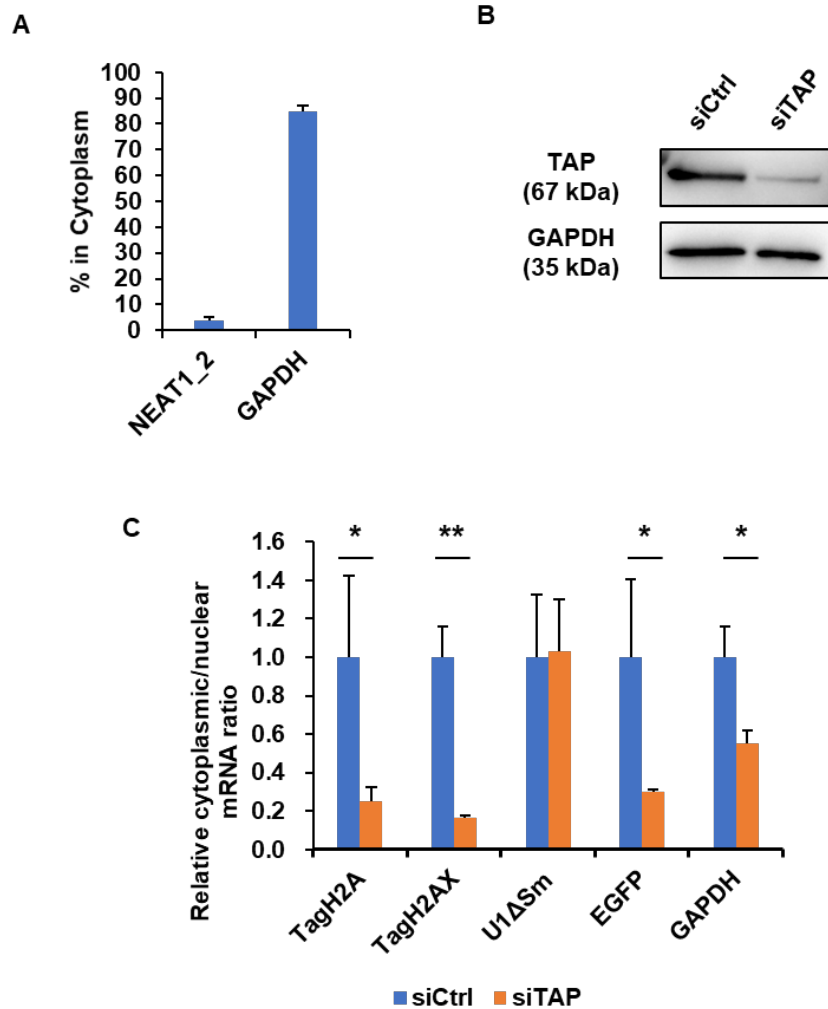 A
% in Cytoplasm
100
90
80
70
60
50
40
30
20
10
0
NEAT1_2
GAPDH
B
siCtrl
siTAP
TAP
(67 kDa)
GAPDH
(35 kDa)
C
Relative cytoplasmic/nuclear
mRNA ratio
1.6
1.4
1.2
1.0
0.8
0.6
0.4
0.2
0.0
*
**
*
*
TagH2A
TagH2AX
U1ΔSm
EGFP
GAPDH
siCtrl siTAP